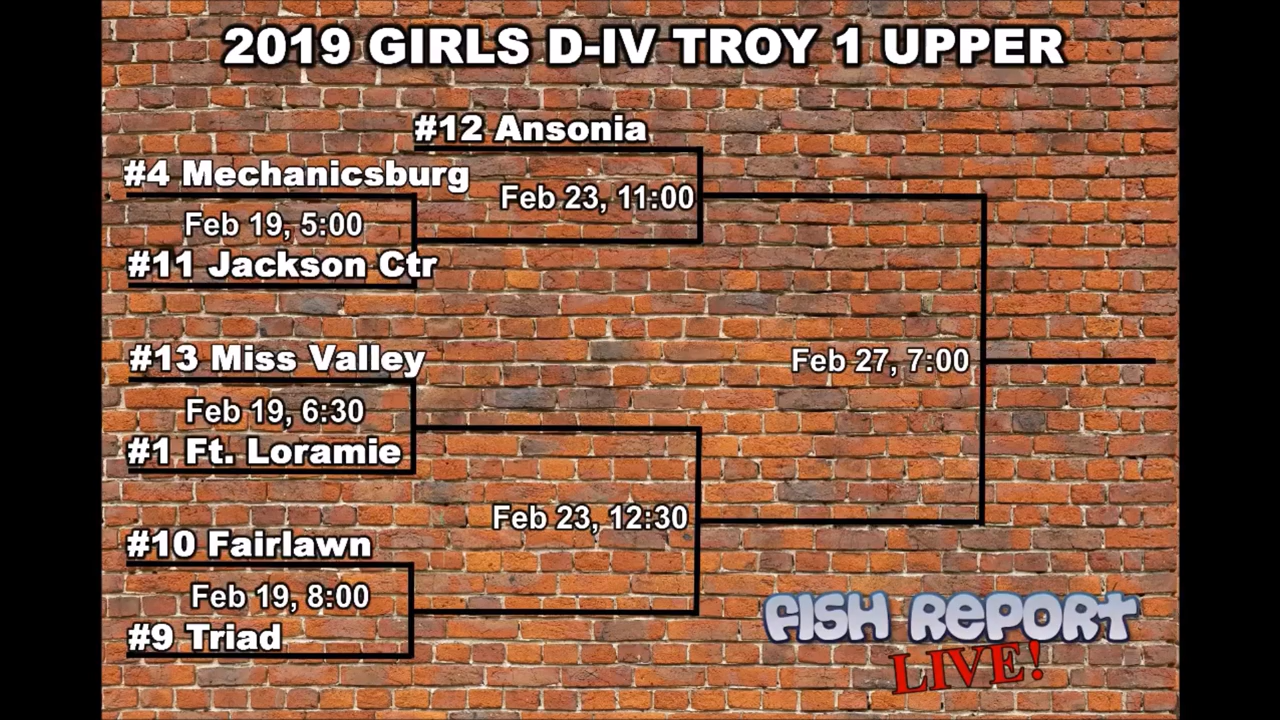 2019 GIRLS D-IV TROY 1 UPPER
#12 Ansonia
#4 Mechanicsburg
Feb 23, 11:00
Feb 19, 5:00
#11 Jackson Ctr
#13 Miss Valley
Feb 27, 7:00
Feb 19, 6:30
#1 Ft. Loramie
Feb 23, 12:30
#10 Fairlawn
Feb 19, 8:00
#9 Triad
FISH REPORT
LIVE!